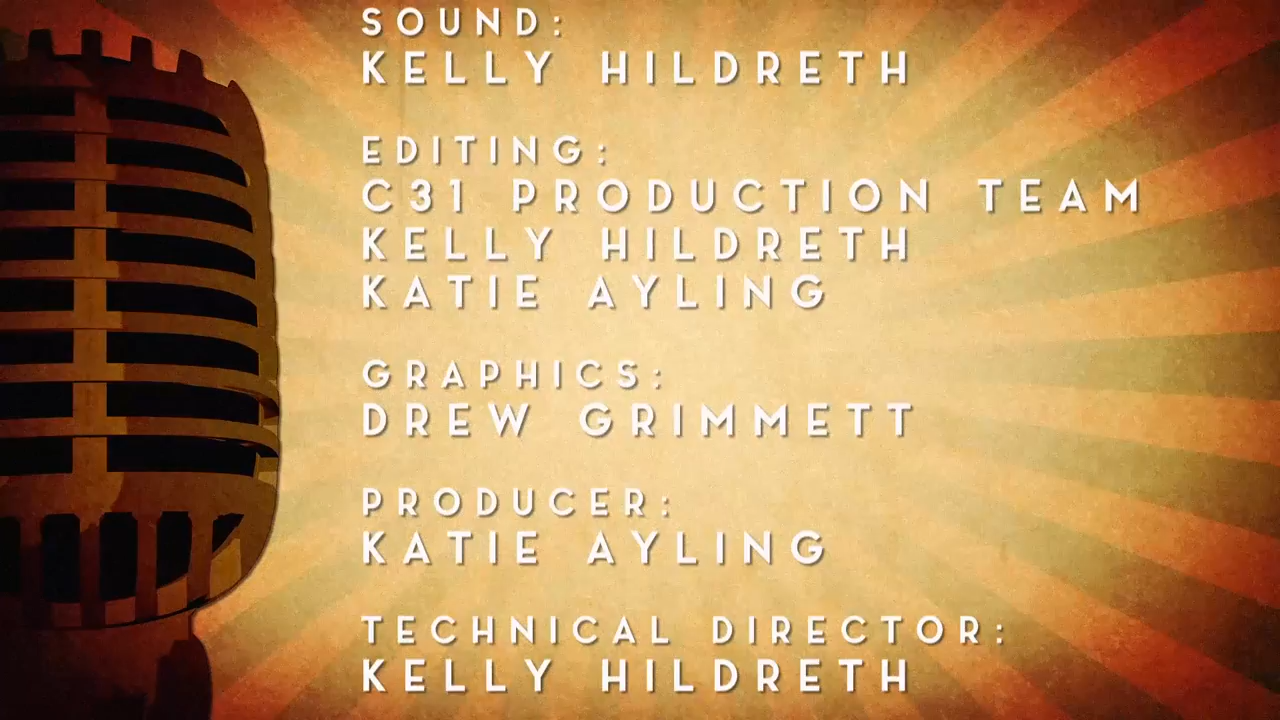 SOUND:
KELLY HILDRETH
EDITING:
C31 PRODUCTION TEAM
KELLY HILDRETH
KATIE AYLING
GRAPHICS:
DREW GRIMMETT
PRODUCER:
KATIE AYLING
TECHNICAL DIRECTOR:
KELLY HILDRETH